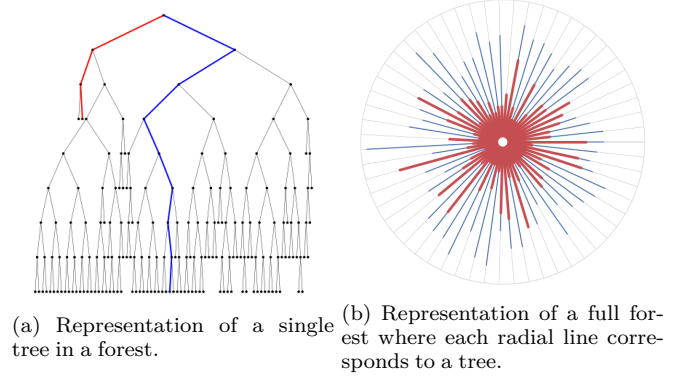 (a) Representation of a single
tree in a forest.
(b) Representation of a full for-
est where each radial line corre-
sponds to a tree.